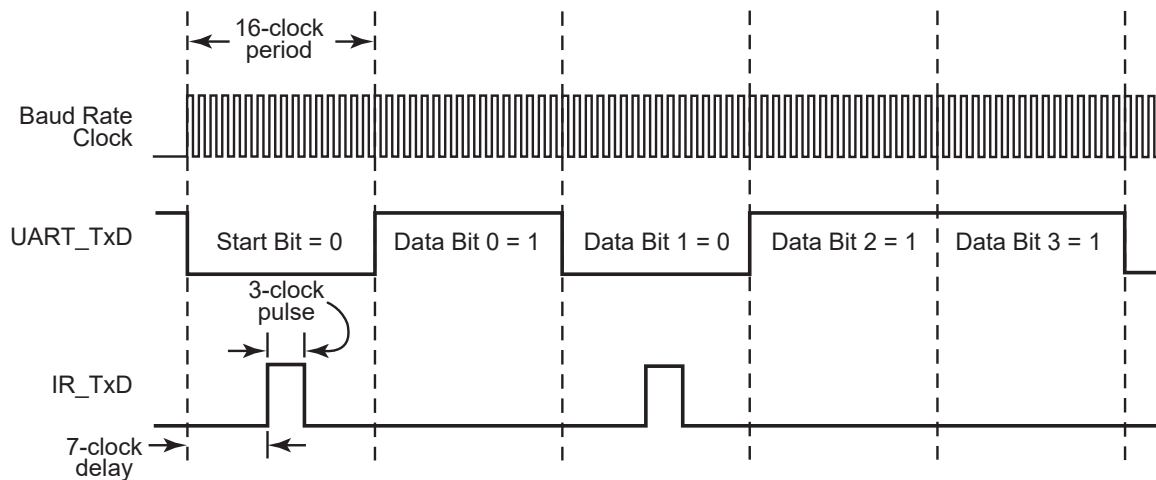 16-clock
period
Baud Rate
Clock
UART_TxD
Start Bit = 0
Data Bit 0 = 1
Data Bit 1 = 0
Data Bit 2 = 1
Data Bit 3 = 1
3-clock
pulse
IR_TxD
7-clock
delay